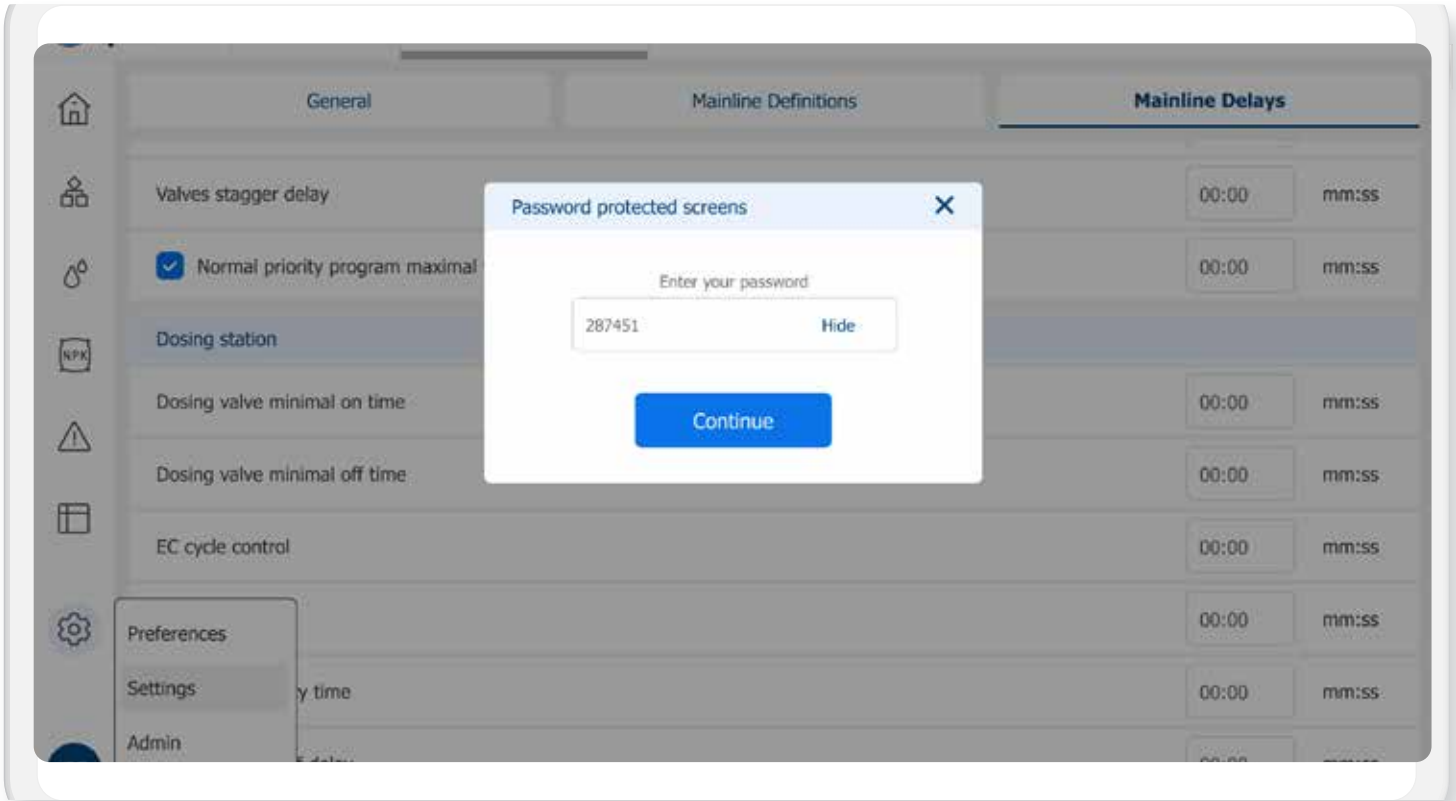 General
Mainline Definitions
Mainline Delays
Valves stagger delay
00:00 mm:ss
Normal priority program maximal
00:00 mm:ss
Password protected screens
Enter your password
287451 Hide
Continue
Dosing station
NPK
Dosing valve minimal on time
00:00 mm:ss
Dosing valve minimal off time
00:00 mm:ss
EC cycle control
00:00 mm:ss
00:00 mm:ss
Preferences
Settings
y time
00:00 mm:ss
Admin